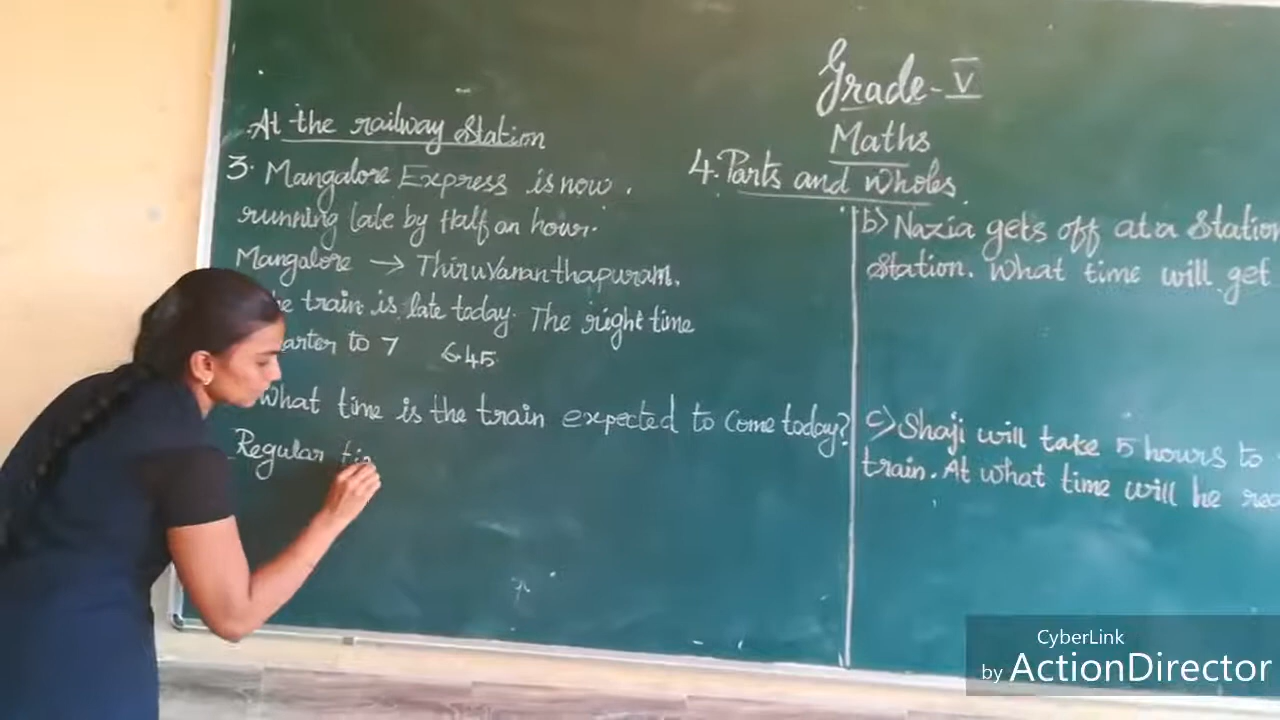 Grade-V
Maths
4. Parts and wholes.
At the railway Station
3. Mangalore Express is now.
running late by Half an hour.
Mangalore → Thiruvananthapuram.
train is late today. The right time
to 7 6.45
What time is the train expected to come today?
Regular
b) Nazia gets off at a Station
Station. What time will get
c) Shaji will take 5 hours to
train. At what time will he
CyberLink
by ActionDirector